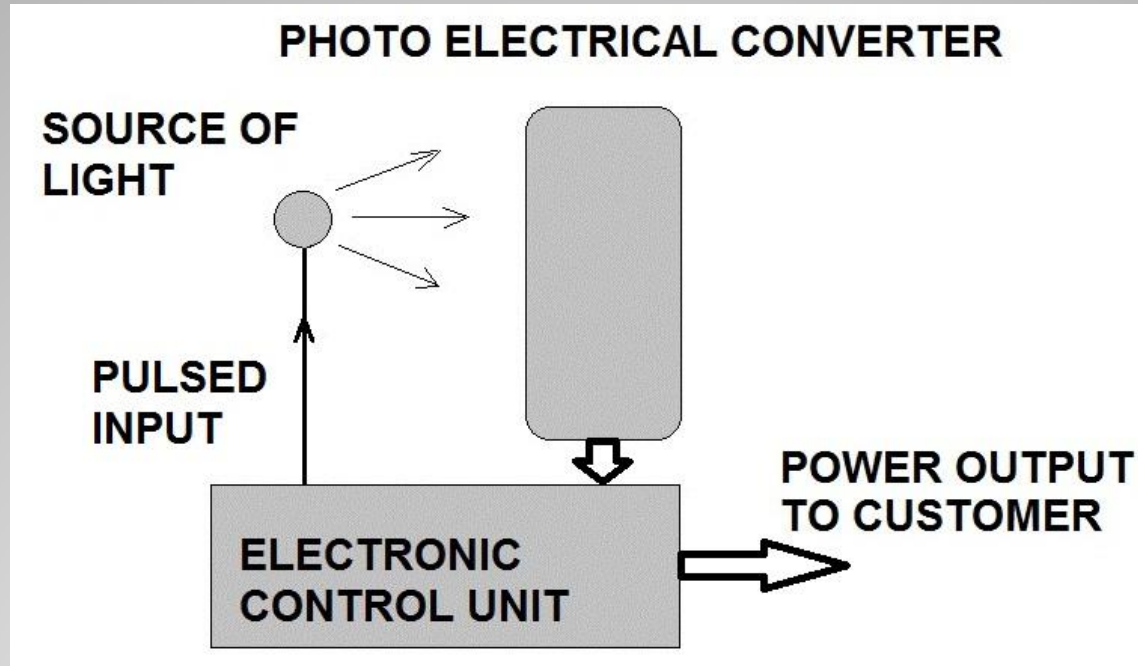 PHOTO ELECTRICAL CONVERTER
SOURCE OF
LIGHT
PULSED
INPUT
POWER OUTPUT
TO CUSTOMER
ELECTRONIC
CONTROL UNIT